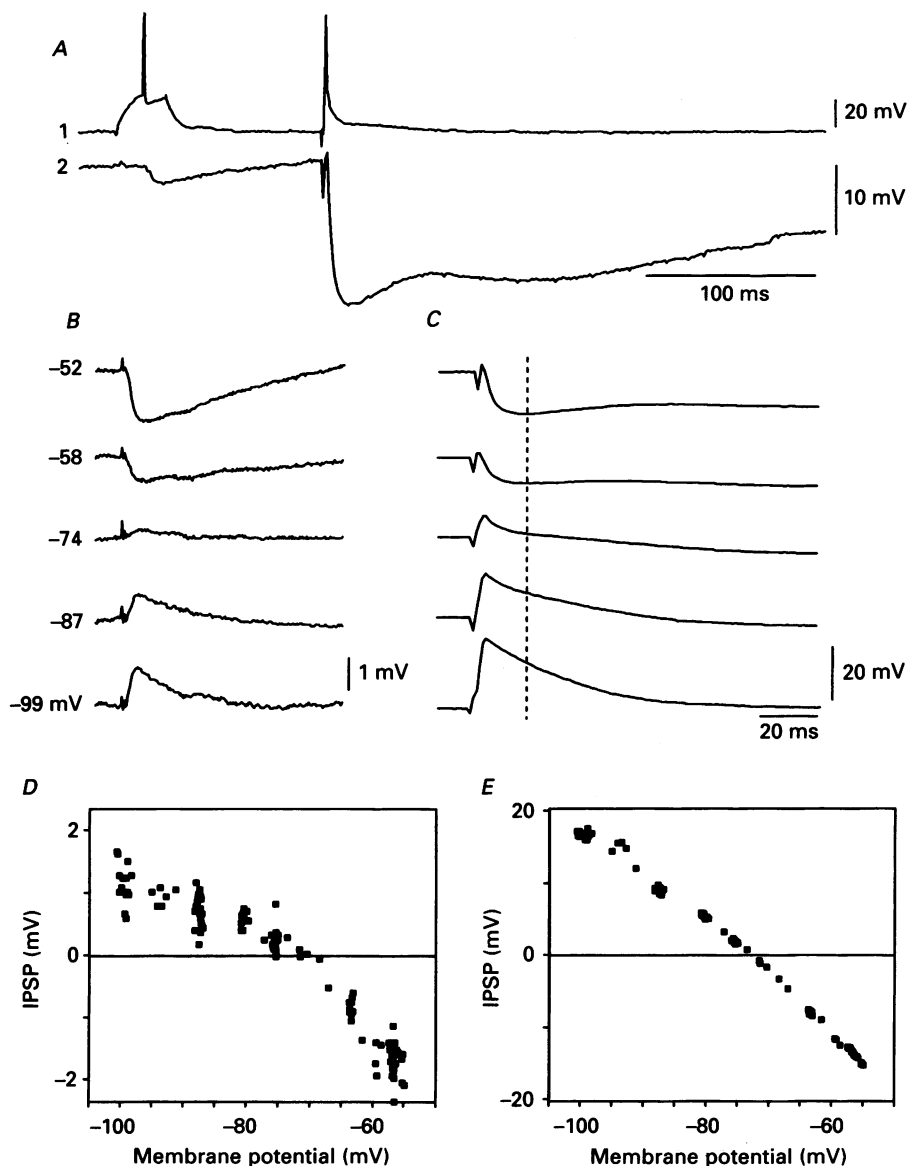 A
1
20 mV
2
10 mV
100 ms
B
C
−52
−58
−74
−87
−99 mV
1 mV
20 mV
20 ms
D
E
2
0
−2
IPSP (mV)
−100
−80
−60
Membrane potential (mV)
20
0
−20
IPSP (mV)
−100
−80
−60
Membrane potential (mV)